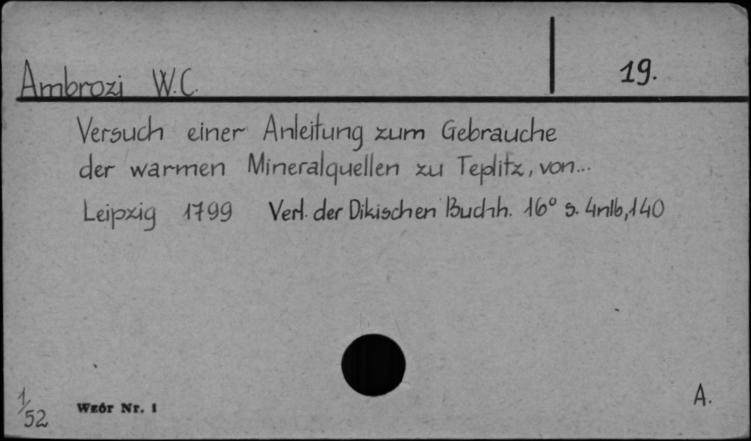 Ambrozi W.C.
19.
Versuch einer Anleitung zum Gebrauche
der warmen Mineralquellen zu Teplitz, von...
Leipzig 1799 Verl. der Dikischen Buchh. 16° s. 4nlb, 140
1/52
Wzór Nr. 1
A.